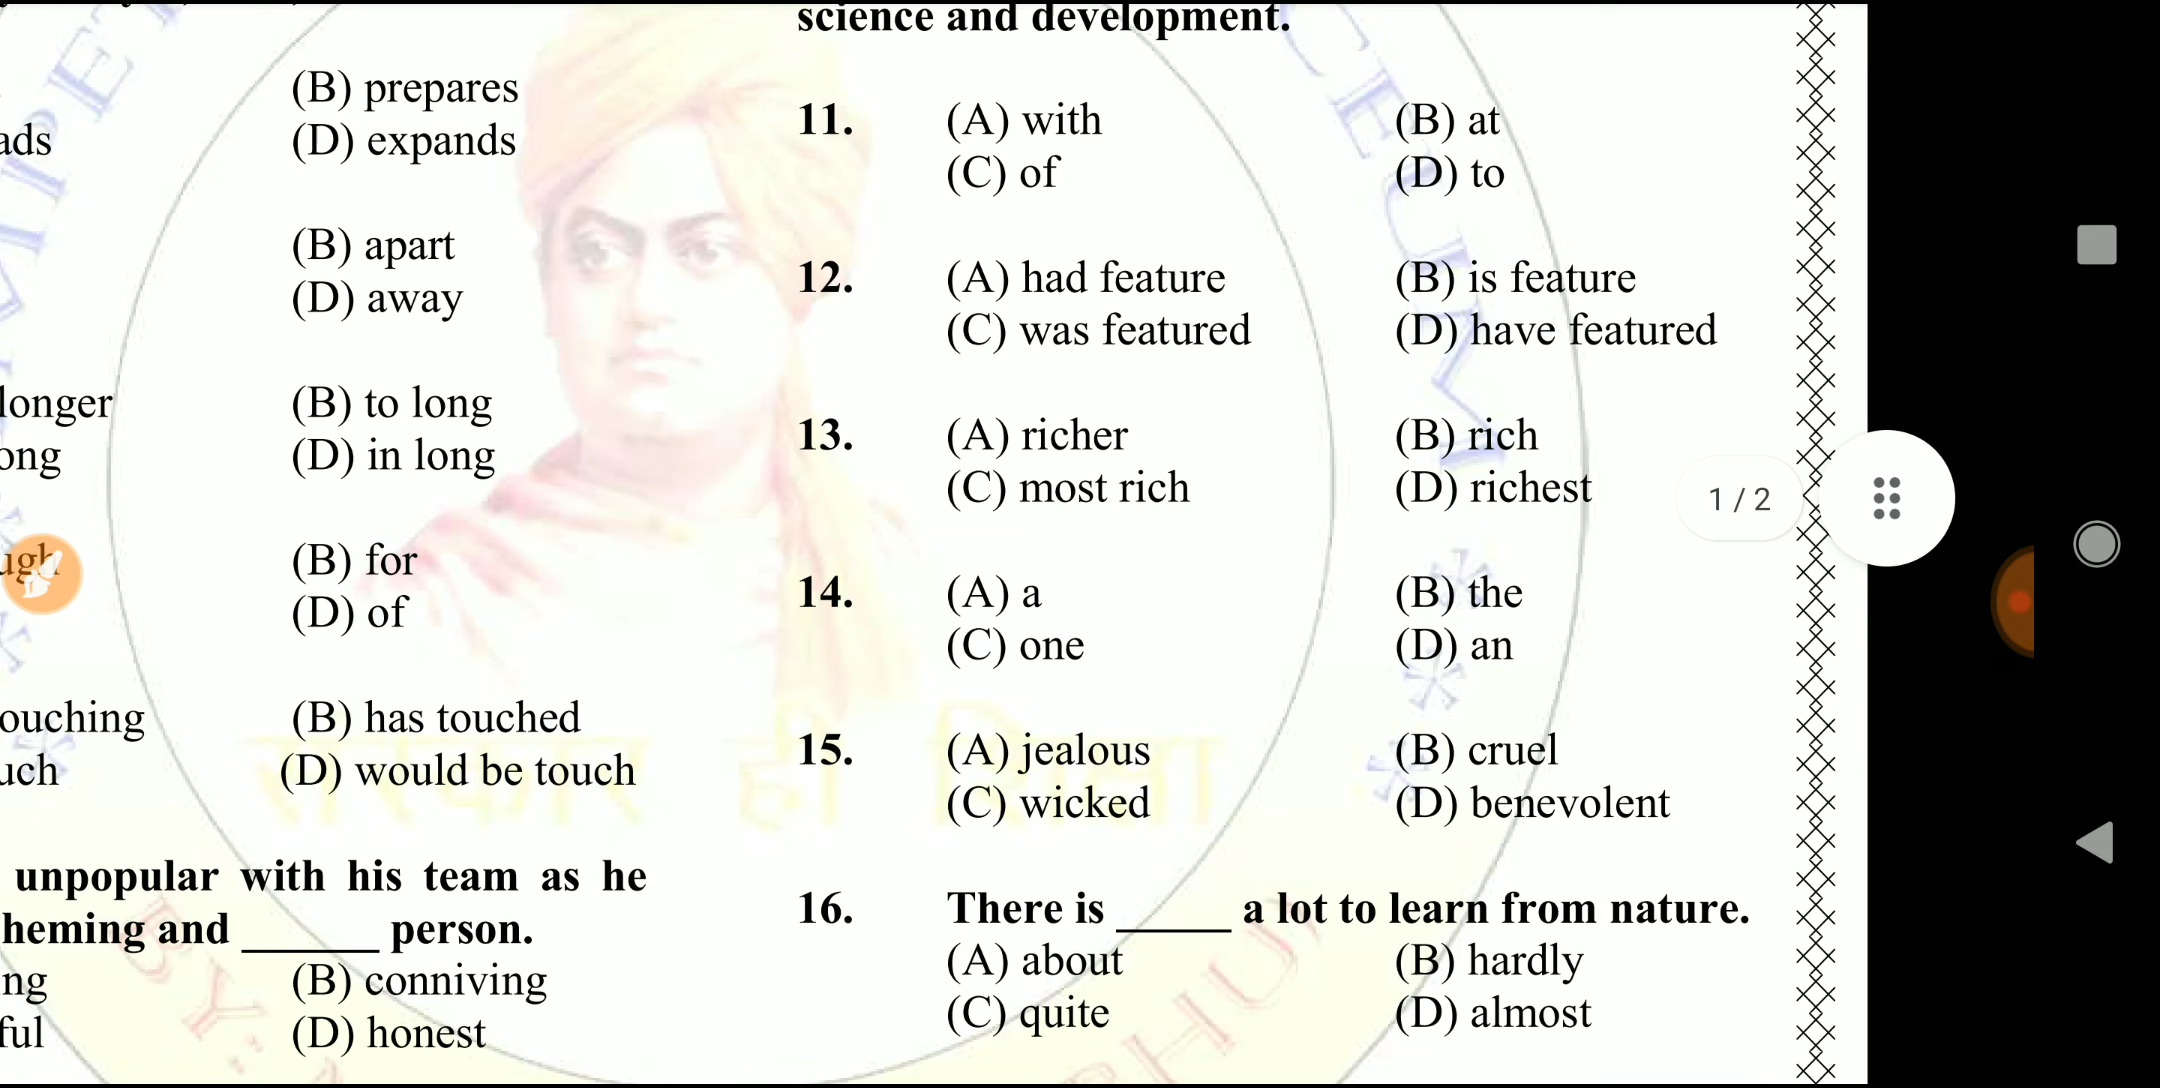 (B) prepares
ads
(D) expands
(B) apart
(D) away
longer
(B) to long
ong
(D) in long
ugh
(B) for
(D) of
ouching
(B) has touched
uch
(D) would be touch
unpopular with his team as he
heming and ______ person.
ng
(B) conniving
ful
(D) honest
science and development.
11. (A) with (B) at
(C) of (D) to
12. (A) had feature (B) is feature
(C) was featured (D) have featured
13. (A) richer (B) rich
(C) most rich (D) richest
14. (A) a (B) the
(C) one (D) an
15. (A) jealous (B) cruel
(C) wicked (D) benevolent
16. There is _____ a lot to learn from nature.
(A) about (B) hardly
(C) quite (D) almost
1 / 2